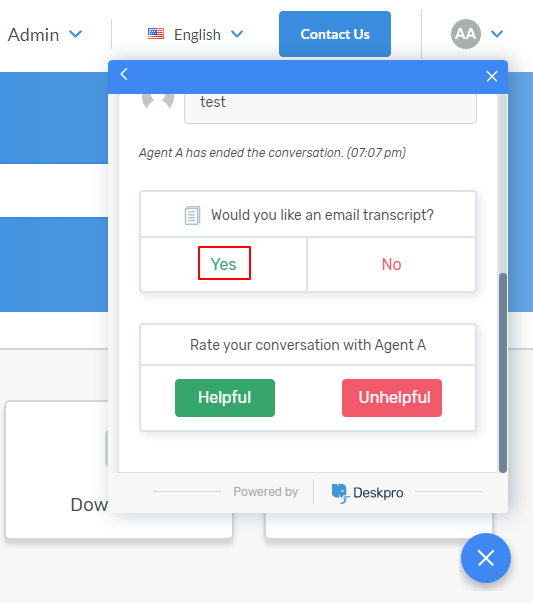 Admin English Contact Us AA
test
Agent A has ended the conversation. (07:07 pm)
Would you like an email transcript?
Yes No
Rate your conversation with Agent A
Helpful Unhelpful
Powered by Deskpro
Dow